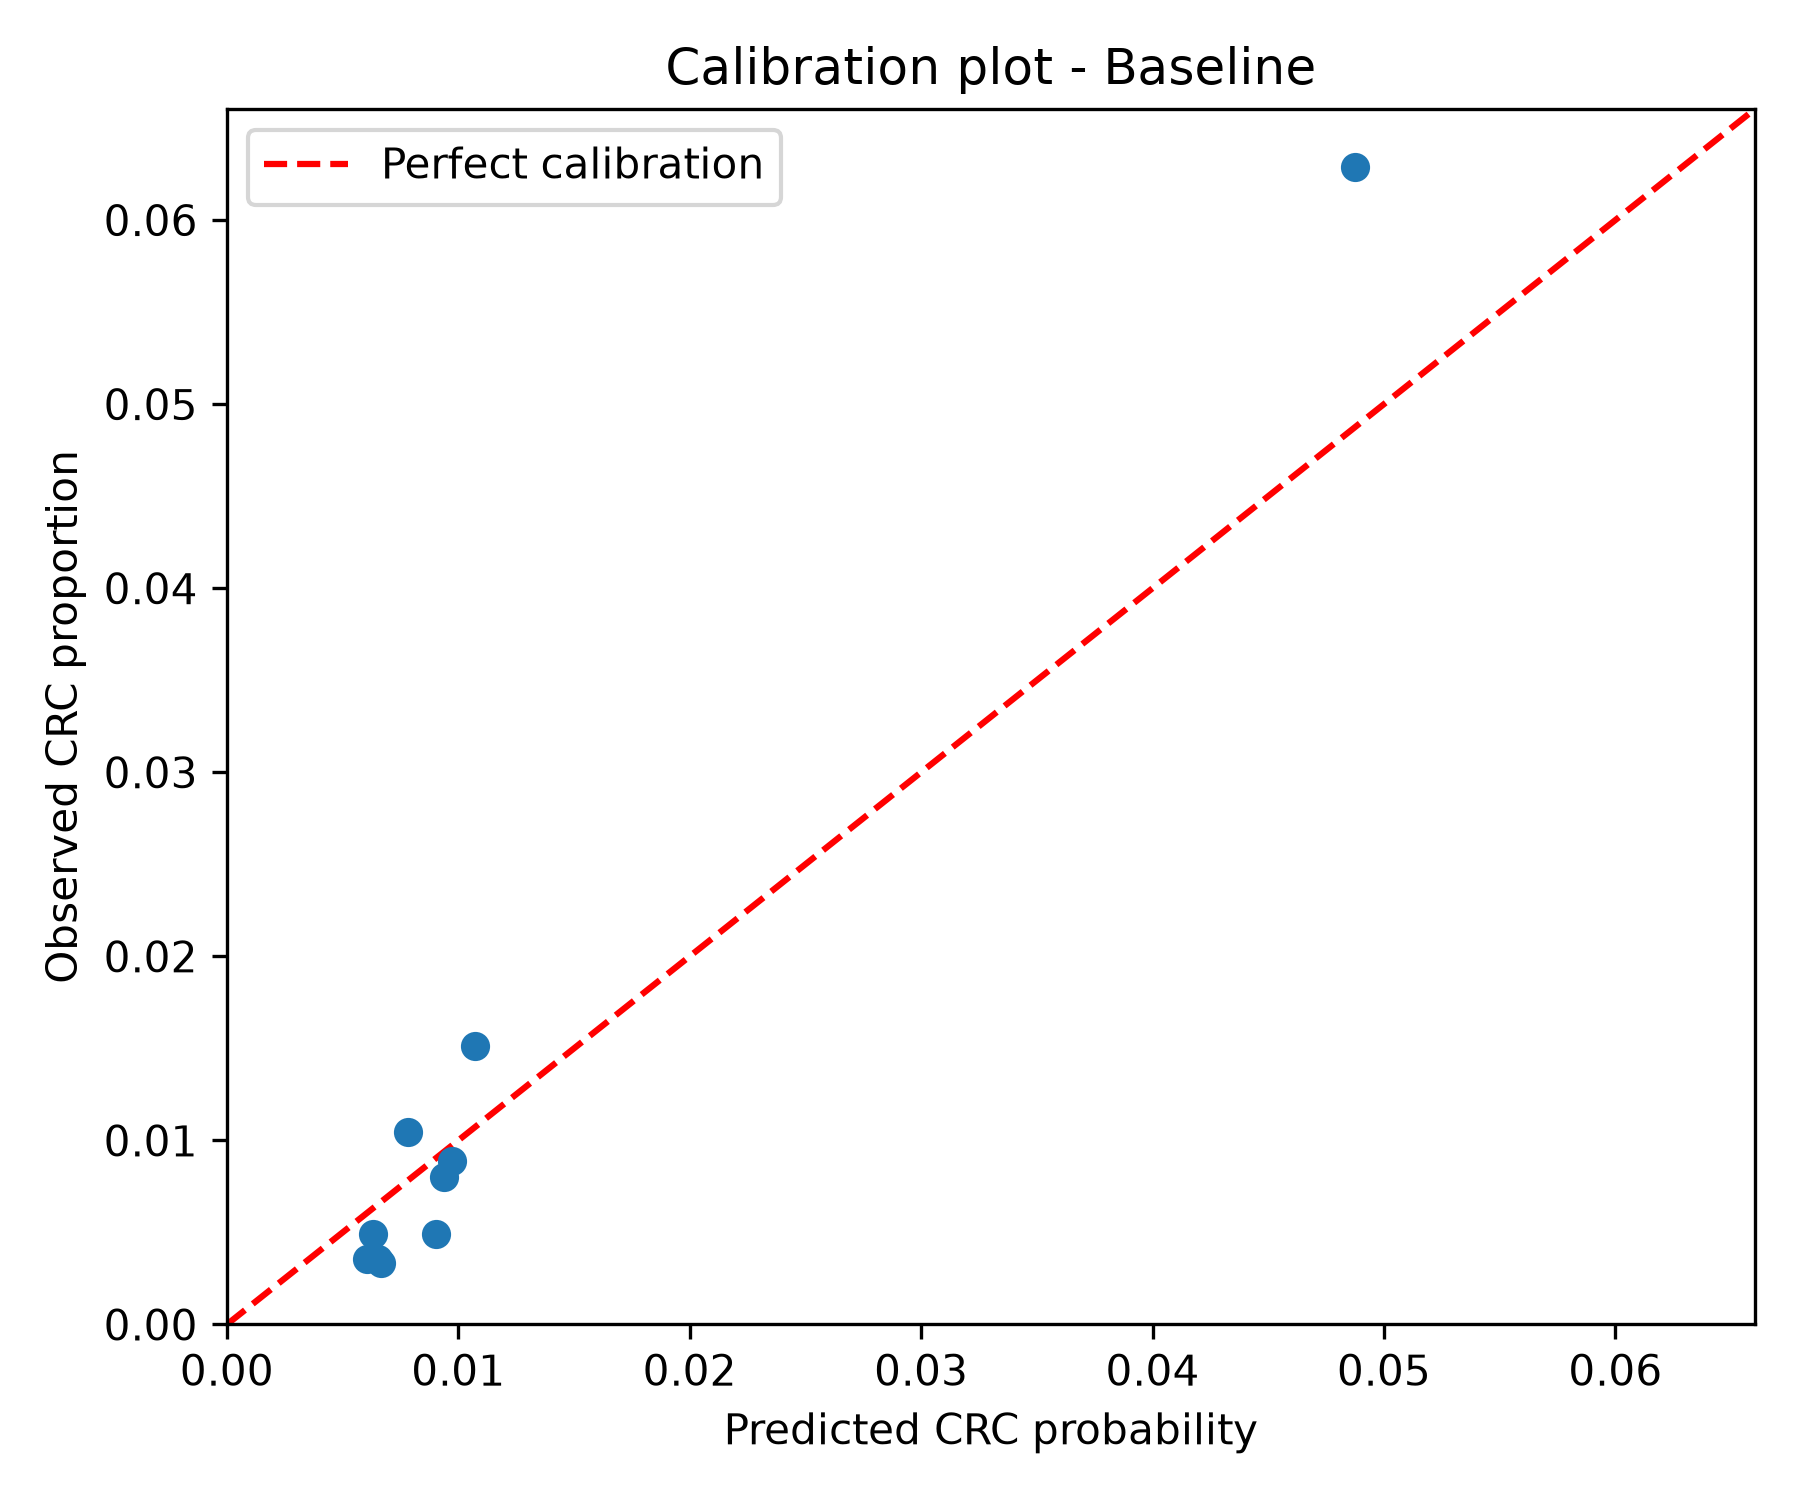 Calibration plot - Baseline
Perfect calibration
Observed CRC proportion
0.06
0.05
0.04
0.03
0.02
0.01
0.00
0.00 0.01 0.02 0.03 0.04 0.05 0.06
Predicted CRC probability